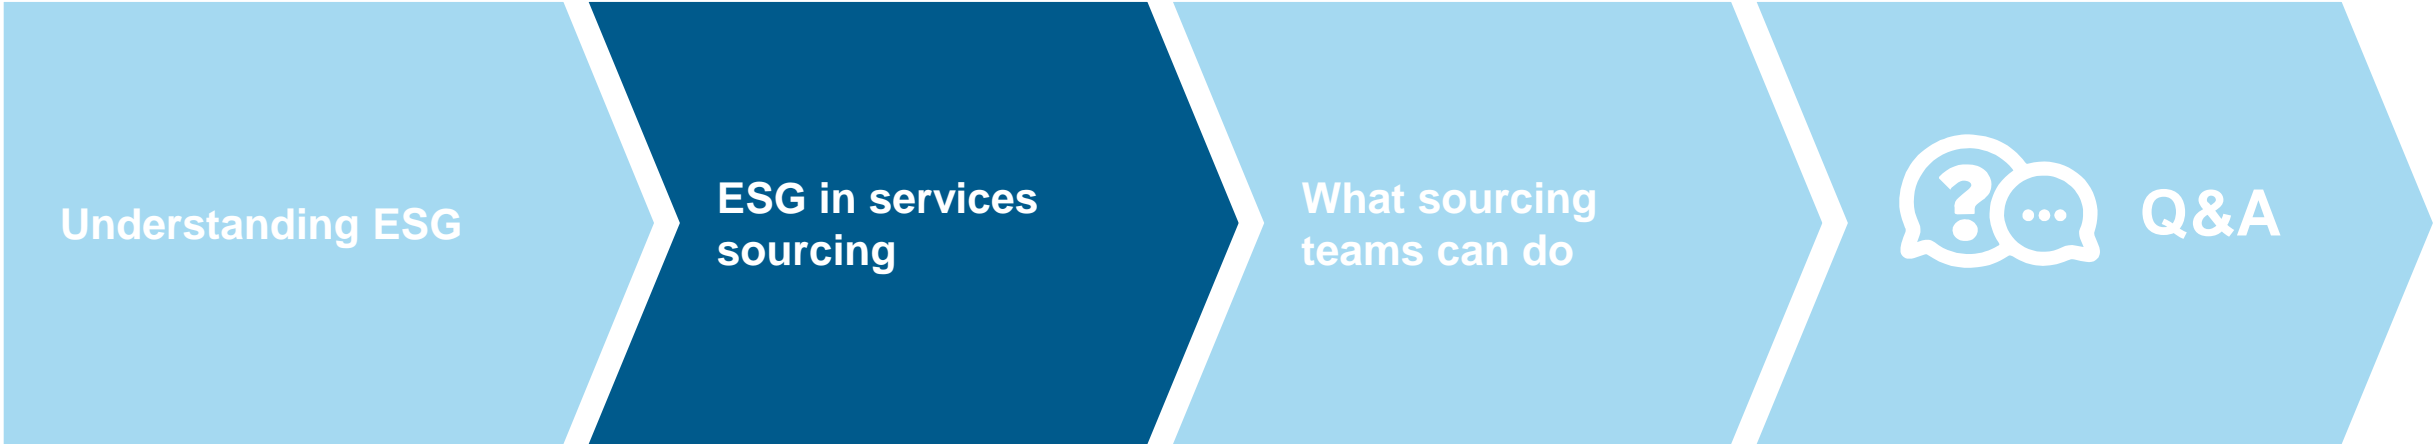 Understanding ESG
ESG in services
sourcing
What sourcing
teams can do
?
Q&A